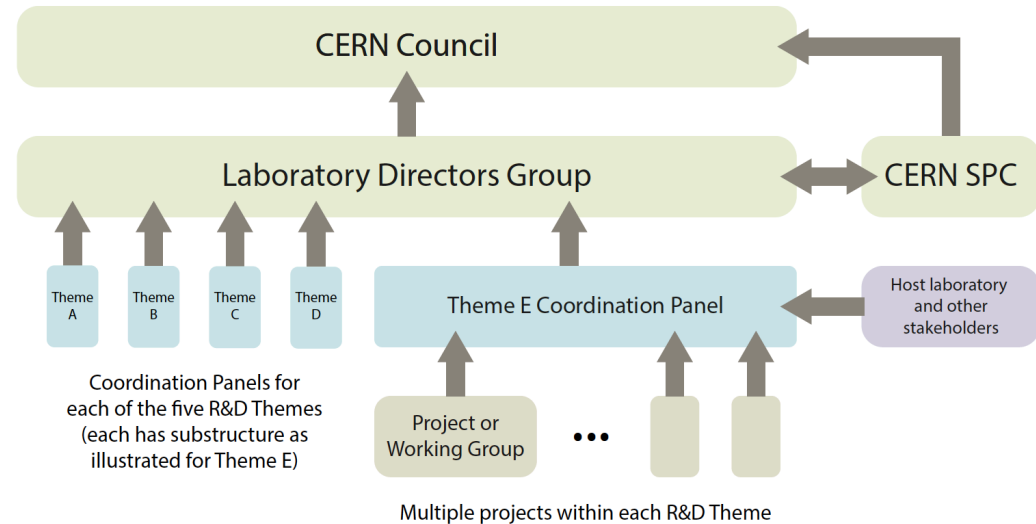 CERN Council
Laboratory Directors Group
CERN SPC
Theme
A
Theme
B
Theme
C
Theme
D
Theme E Coordination Panel
Host laboratory
and other
stakeholders
Coordination Panels for
each of the five R&D Themes
(each has substructure as
illustrated for Theme E)
Project or
Working Group
•••
Multiple projects within each R&D Theme